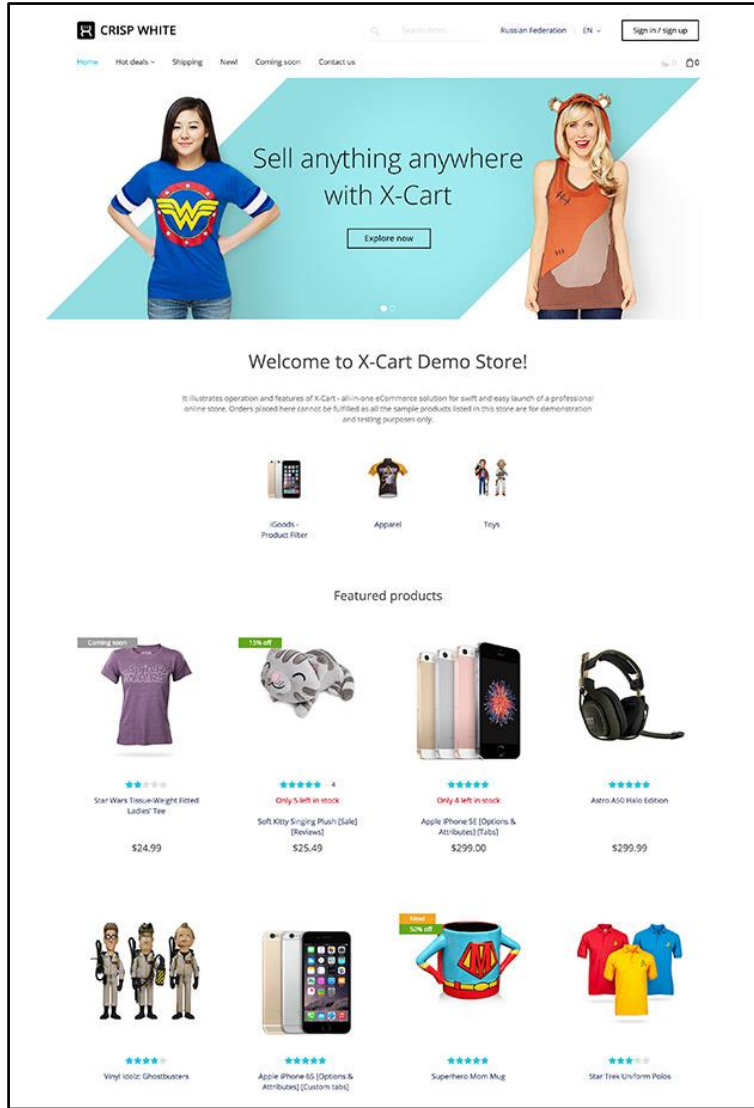 CRISP WHITE
Russian Federation | EN
Sign in / sign up
Home Hot deals Shipping New! Coming soon Contact us
0 0
Sell anything anywhere
with X-Cart
Explore now
Welcome to X-Cart Demo Store!
It illustrates operation and features of X-Cart - all-in-one eCommerce solution for swift and easy launch of a professional
online store. Orders placed here cannot be fulfilled as all the sample products listed in this store are for demonstration
and testing purposes only.
iGoods -
Product Filter
Apparel
Toys
Featured products
Coming soon
STAR
WARS
Star Wars Tissue-Weight Fitted
Ladies' Tee
$24.99
15% off
4
Only 5 left in stock
Soft Kitty Singing Plush [Sale]
[Reviews]
$25.49
Only 4 left in stock
Apple iPhone SE [Options &
Attributes] [Tabs]
$299.00
Astro A50 Halo Edition
$299.99
Vinyl Idolz: Ghostbusters
Apple iPhone 6S [Options &
Attributes] [Custom tabs]
New!
50% off
M
Superhero Mom Mug
Star Trek Uniform Polos